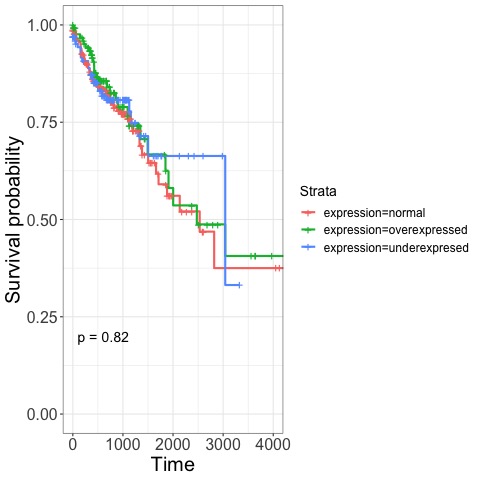 1.00
0.75
0.50
0.25
0.00
Survival probability
p = 0.82
0 1000 2000 3000 4000
Time
Strata
expression=normal
expression=overexpressed
expression=underexpresed